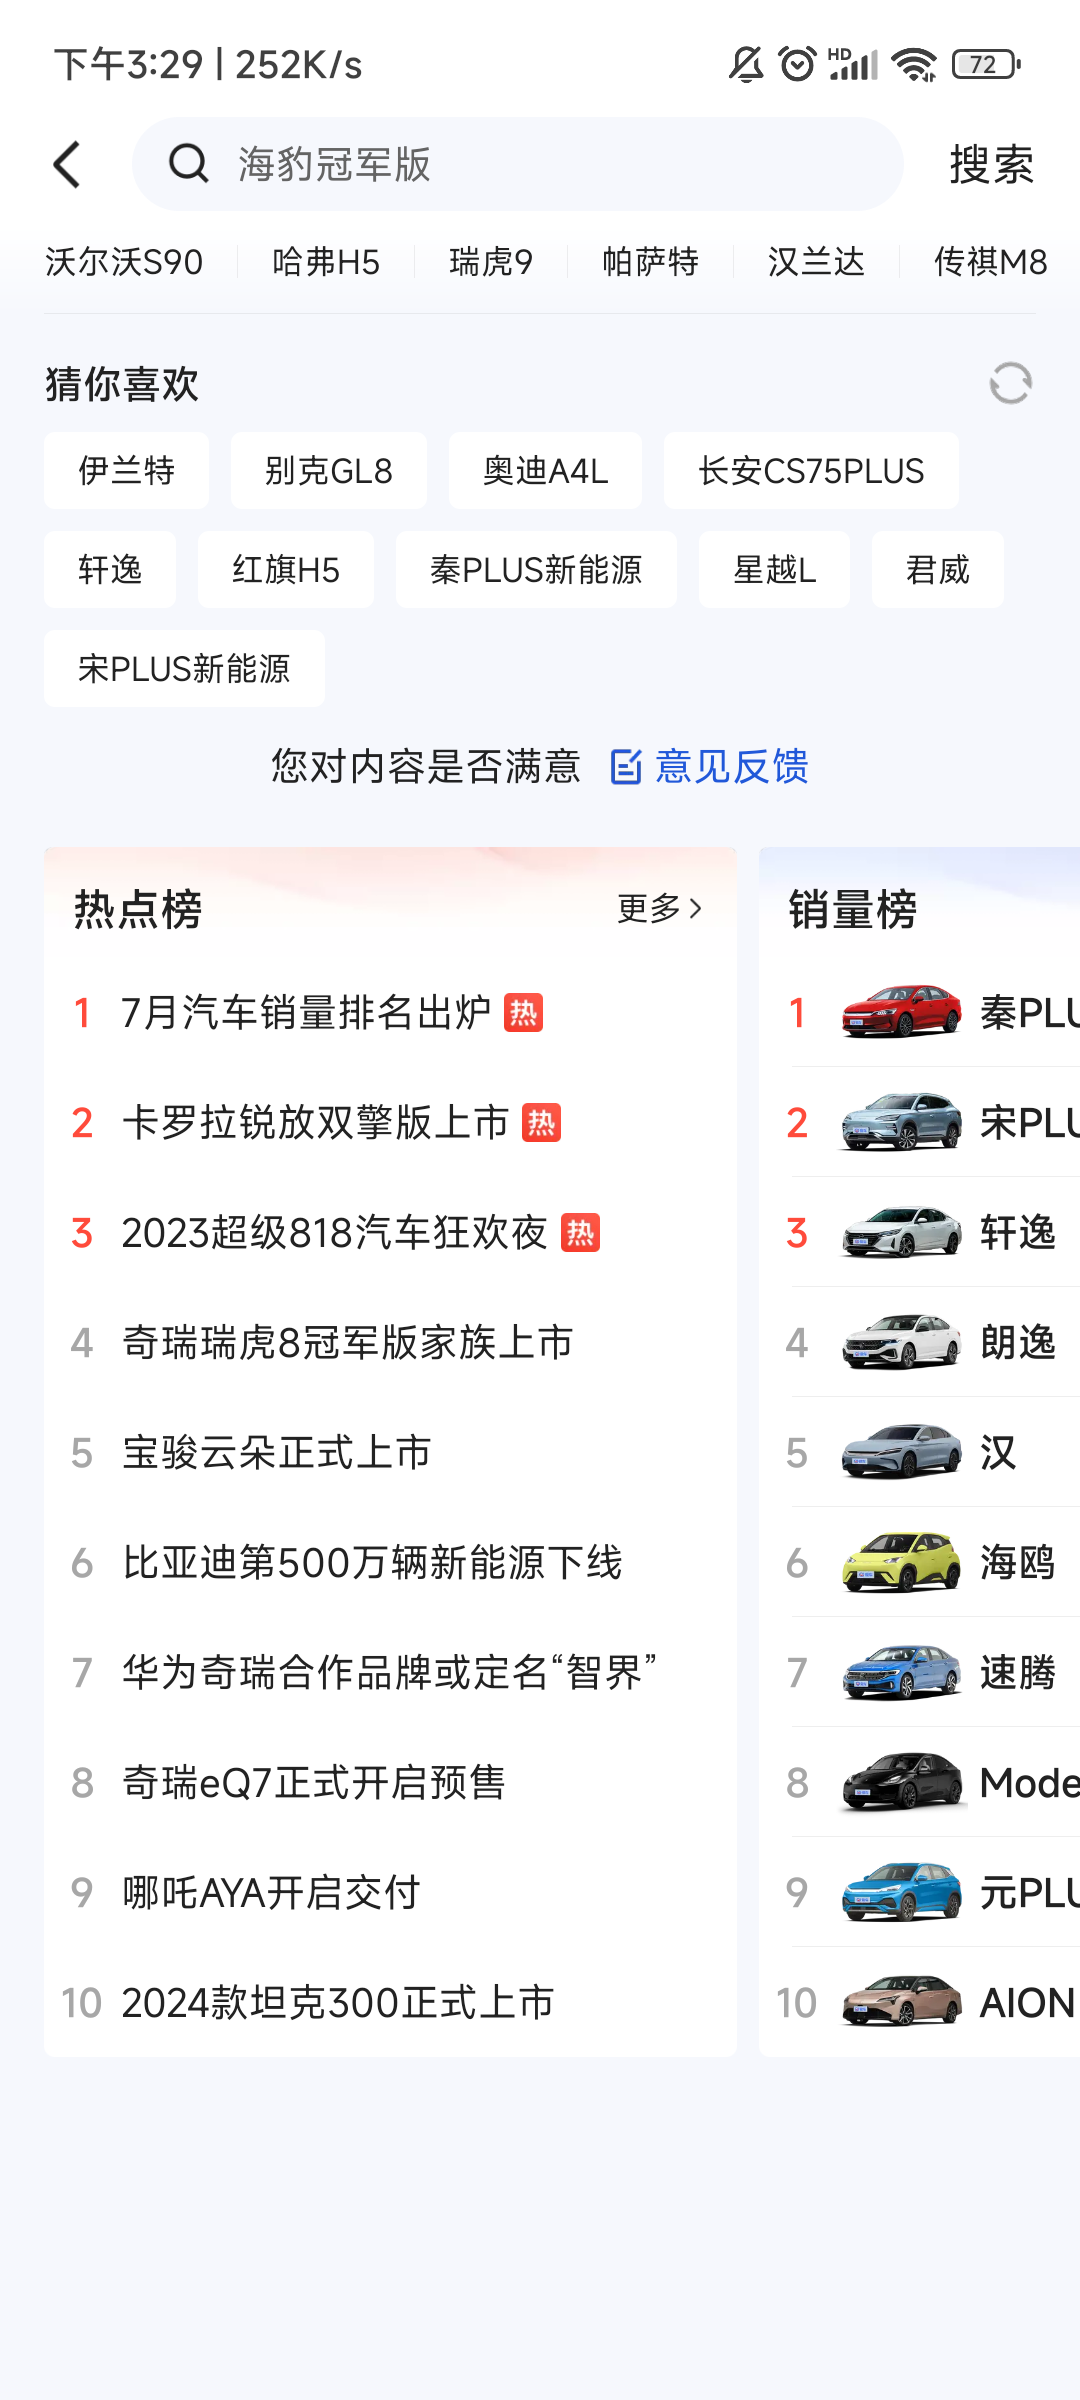 下午3:29 | 252K/s HD 72
海豹冠军版 搜索
沃尔沃S90 哈弗H5 瑞虎9 帕萨特 汉兰达 传祺M8
猜你喜欢
伊兰特 别克GL8 奥迪A4L 长安CS75PLUS
轩逸 红旗H5 秦PLUS新能源 星越L 君威
宋PLUS新能源
您对内容是否满意 意见反馈
热点榜 更多
1 7月汽车销量排名出炉 热
2 卡罗拉锐放双擎版上市 热
3 2023超级818汽车狂欢夜 热
4 奇瑞瑞虎8冠军版家族上市
5 宝骏云朵正式上市
6 比亚迪第500万辆新能源下线
7 华为奇瑞合作品牌或定名“智界”
8 奇瑞eQ7正式开启预售
9 哪吒AYA开启交付
10 2024款坦克300正式上市
销量榜
1 秦PLU
2 宋PLU
3 轩逸
4 朗逸
5 汉
6 海鸥
7 速腾
8 Mode
9 元PLU
10 AION